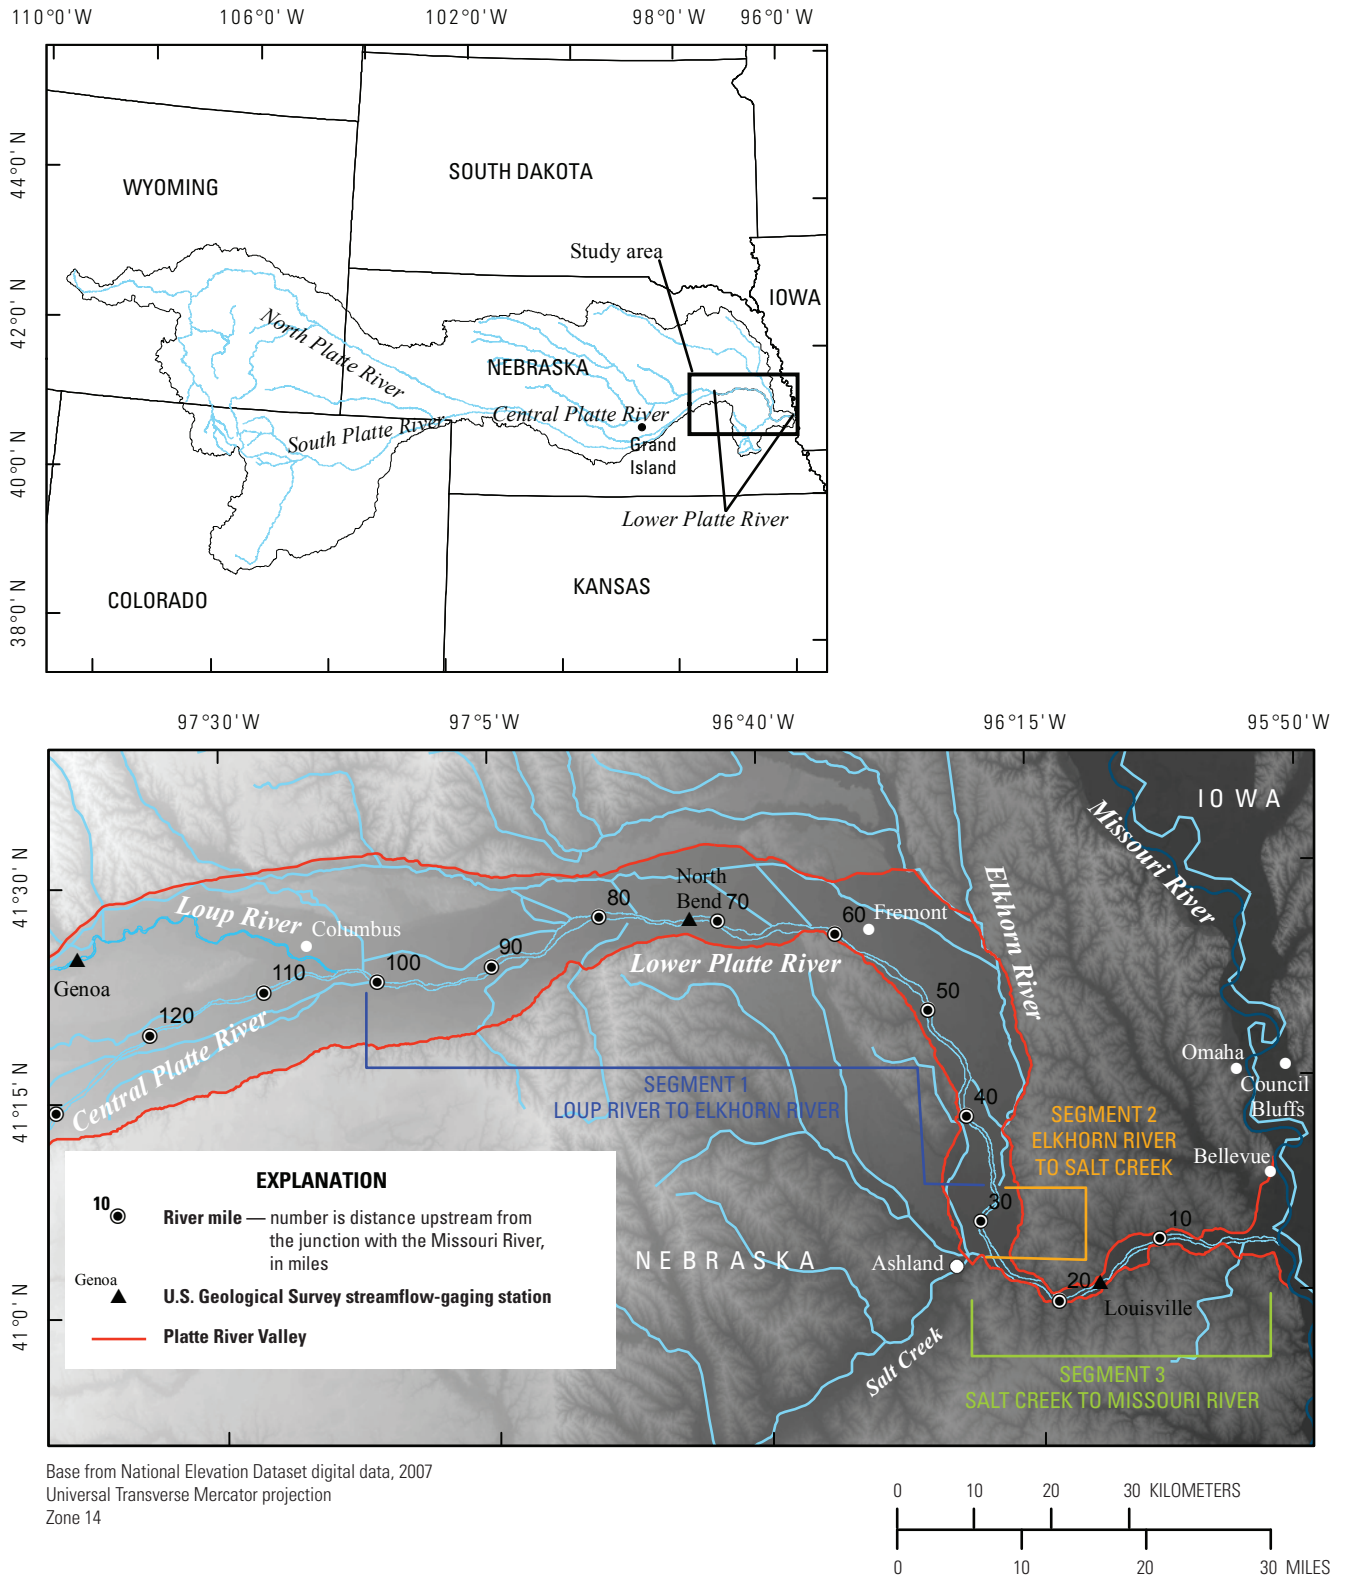 110°0'W 106°0'W 102°0'W 98°0'W 96°0'W
44°0' N
42°0' N
40°0' N
38°0' N
WYOMING
SOUTH DAKOTA
Study area
IOWA
North Platte River
NEBRASKA
Central Platte River
South Platte River
Grand
Island
Lower Platte River
KANSAS
COLORADO
97°30'W 97°5'W 96°40'W 96°15'W 95°50'W
41°30' N
41°15' N
41°0' N
IOWA
Missouri River
Elkhorn River
North
Bend
80
70
60
Fremont
Loup River
Columbus
Lower Platte River
90
100
110
Genoa
120
Central Platte River
50
40
30
20
10
Omaha
Council
Bluffs
Bellevue
SEGMENT 1
LOUP RIVER TO ELKHORN RIVER
SEGMENT 2
ELKHORN RIVER
TO SALT CREEK
NEBRASKA
Ashland
Louisville
Salt Creek
SEGMENT 3
SALT CREEK TO MISSOURI RIVER
EXPLANATION
10
River mile — number is distance upstream from
the junction with the Missouri River,
in miles
Genoa
U.S. Geological Survey streamflow-gaging station
Platte River Valley
Base from National Elevation Dataset digital data, 2007
Universal Transverse Mercator projection
Zone 14
0 10 20 30 KILOMETERS
0 10 20 30 MILES